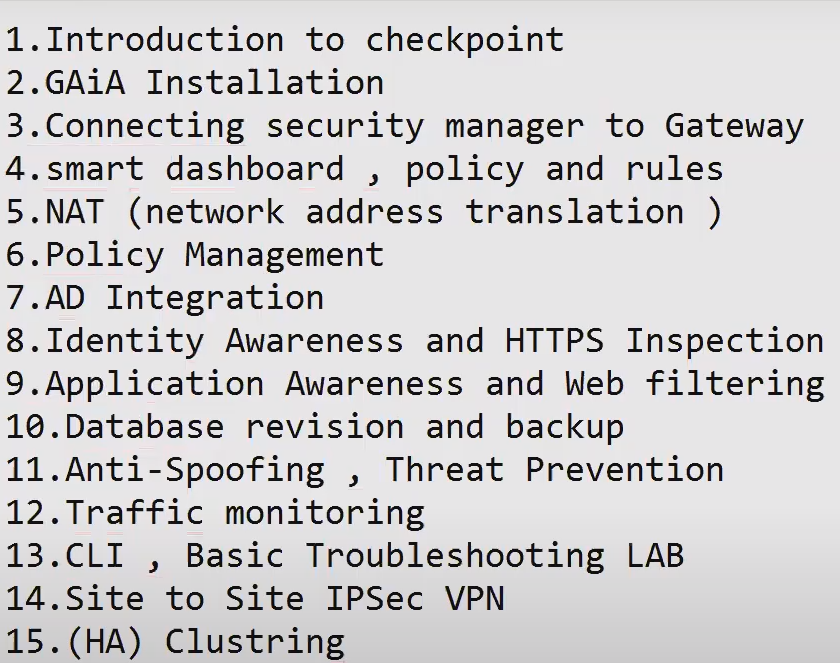 1.Introduction to checkpoint
2.GAiA Installation
3.Connecting security manager to Gateway
4.smart dashboard , policy and rules
5.NAT (network address translation )
6.Policy Management
7.AD Integration
8.Identity Awareness and HTTPS Inspection
9.Application Awareness and Web filtering
10.Database revision and backup
11.Anti-Spoofing , Threat Prevention
12.Traffic monitoring
13.CLI , Basic Troubleshooting LAB
14.Site to Site IPSec VPN
15.(HA) Clustring